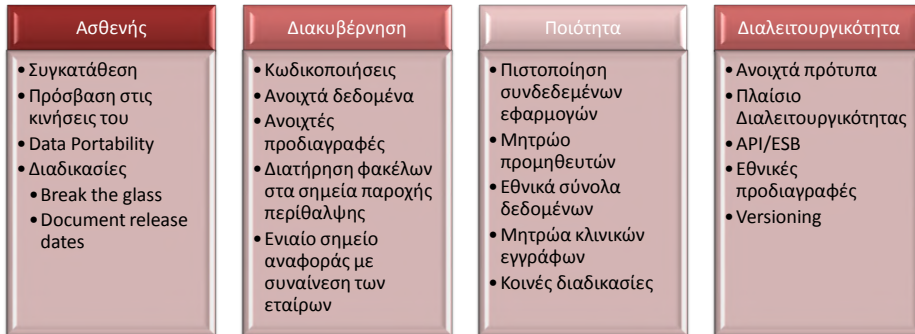 Ασθενής
• Συγκατάθεση
• Πρόσβαση στις
κινήσεις του
• Data Portability
• Διαδικασίες
• Break the glass
• Document release
dates
Διακυβέρνηση
• Κωδικοποιήσεις
• Ανοιχτά δεδομένα
• Ανοιχτές
προδιαγραφές
• Διατήρηση φακέλων
στα σημεία παροχής
περίθαλψης
• Ενιαίο σημείο
αναφοράς με
συναίνεση των
εταίρων
Ποιότητα
• Πιστοποίηση
συνδεδεμένων
εφαρμογών
• Μητρώο
προμηθευτών
• Εθνικά σύνολα
δεδομένων
• Μητρώα κλινικών
εγγράφων
• Κοινές διαδικασίες
Διαλειτουργικότητα
• Ανοιχτά πρότυπα
• Πλαίσιο
Διαλειτουργικότητας
• API/ESB
• Εθνικές
προδιαγραφές
• Versioning